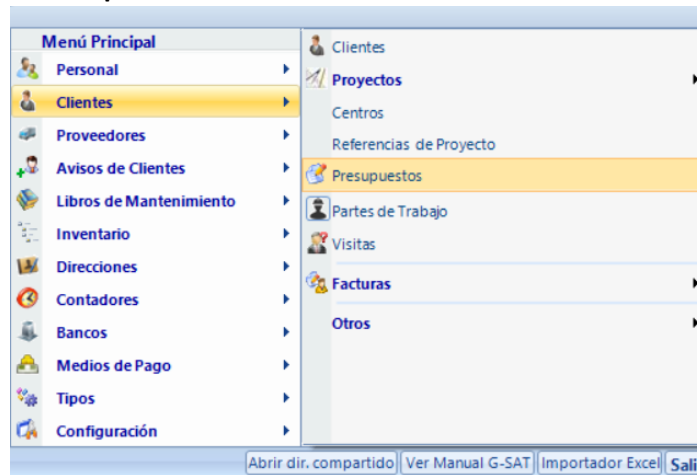 Menú Principal
Personal
Clientes
Proveedores
Avisos de Clientes
Libros de Mantenimiento
Inventario
Direcciones
Contadores
Bancos
Medios de Pago
Tipos
Configuración
Clientes
Proyectos
Centros
Referencias de Proyecto
Presupuestos
Partes de Trabajo
Visitas
Facturas
Otros
Abrir dir. compartido Ver Manual G-SAT Importador Excel Sali